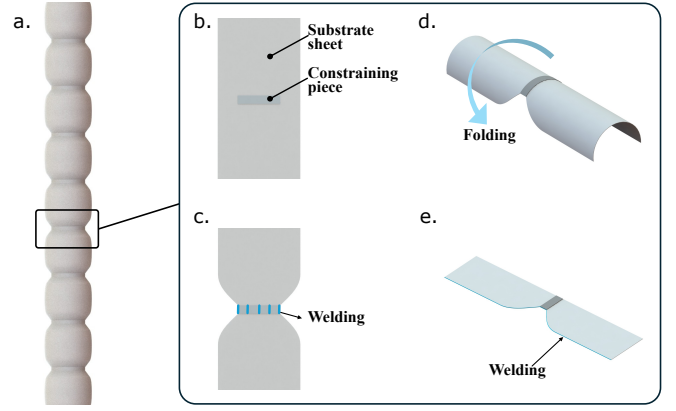 a.
b.
Substrate
sheet
Constraining
piece
c.
Welding
d.
Folding
e.
Welding